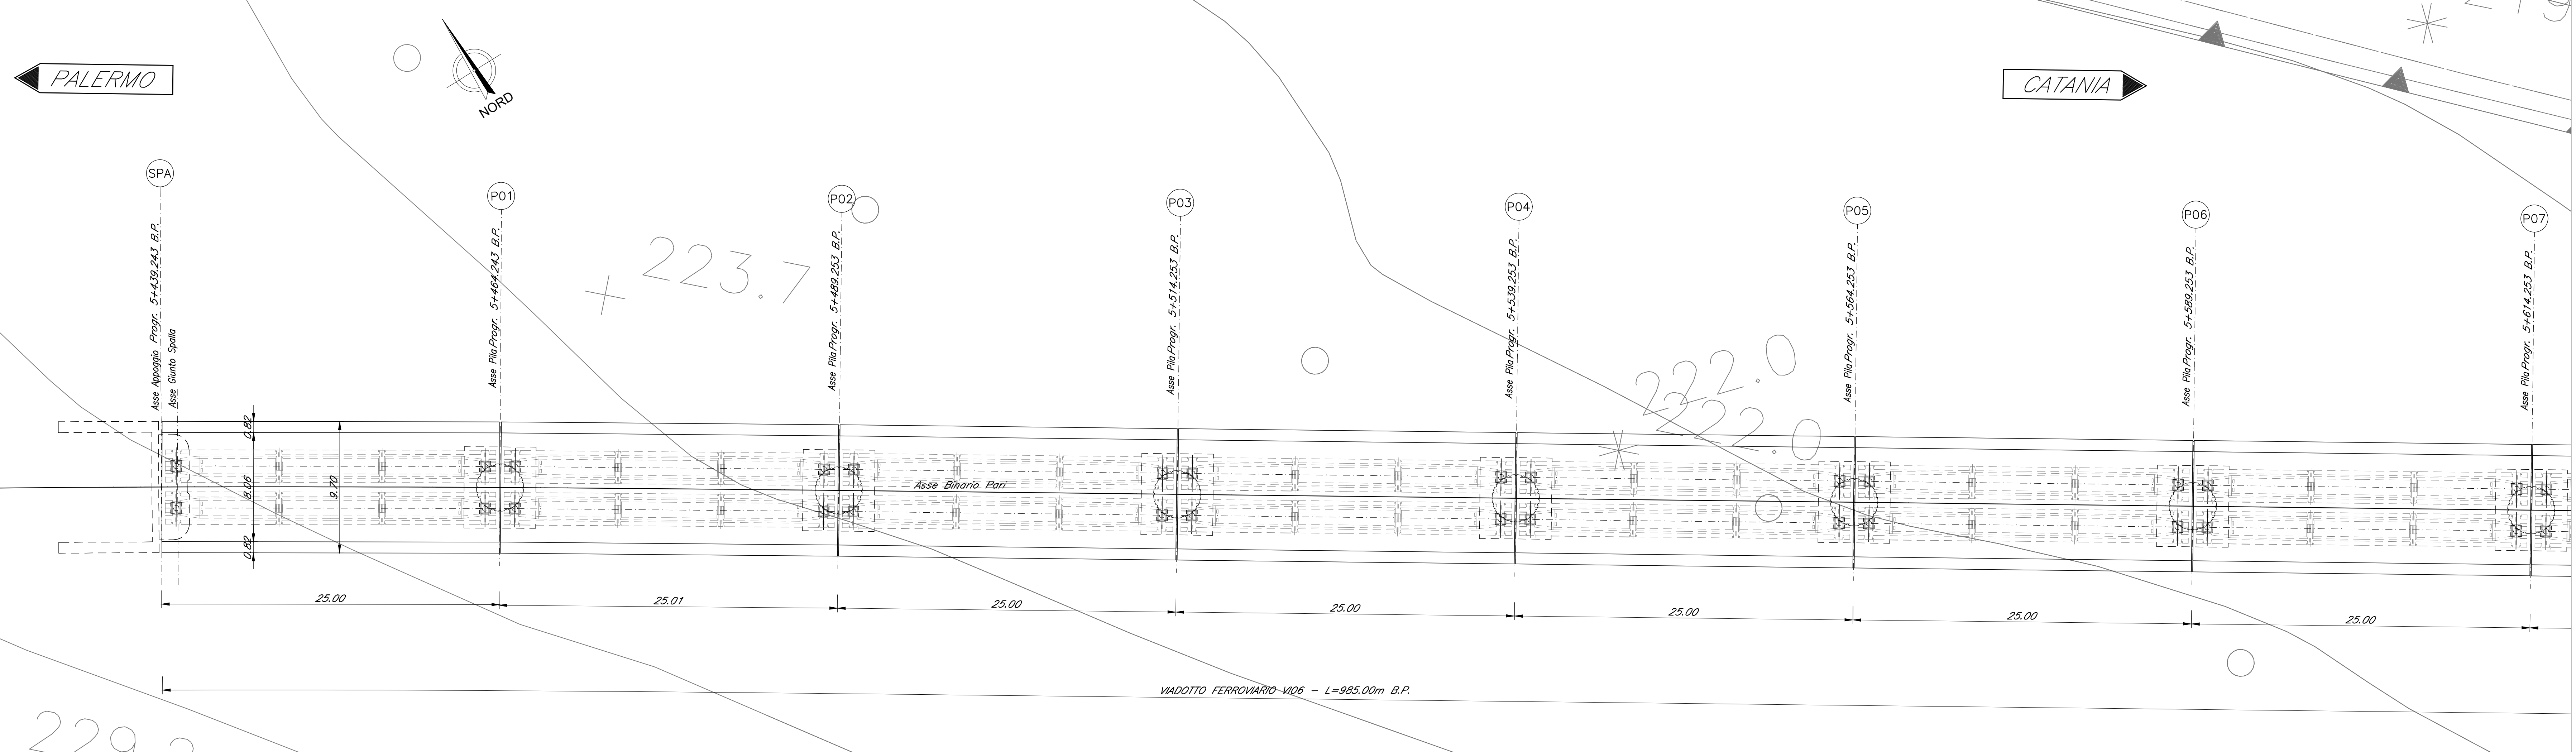 PALERMO
NORD
CATANIA
SPA
P01
P02
P03
P04
P05
P06
P07
Asse Appoggio Progr. 5+439.243 B.P.
Asse Giunto Spalla
Asse Pila Progr. 5+464.243 B.P.
Asse Pila Progr. 5+489.253 B.P.
Asse Pila Progr. 5+514.253 B.P.
Asse Pila Progr. 5+539.253 B.P.
Asse Pila Progr. 5+564.253 B.P.
Asse Pila Progr. 5+589.253 B.P.
Asse Pila Progr. 5+614.253 B.P.
223.7
222.0
222.0
0.82
8.06
9.70
0.82
Asse Binario Pari
25.00
25.01
25.00
25.00
25.00
25.00
25.00
VIADOTTO FERROVIARIO VI06 - L=985.00m B.P.